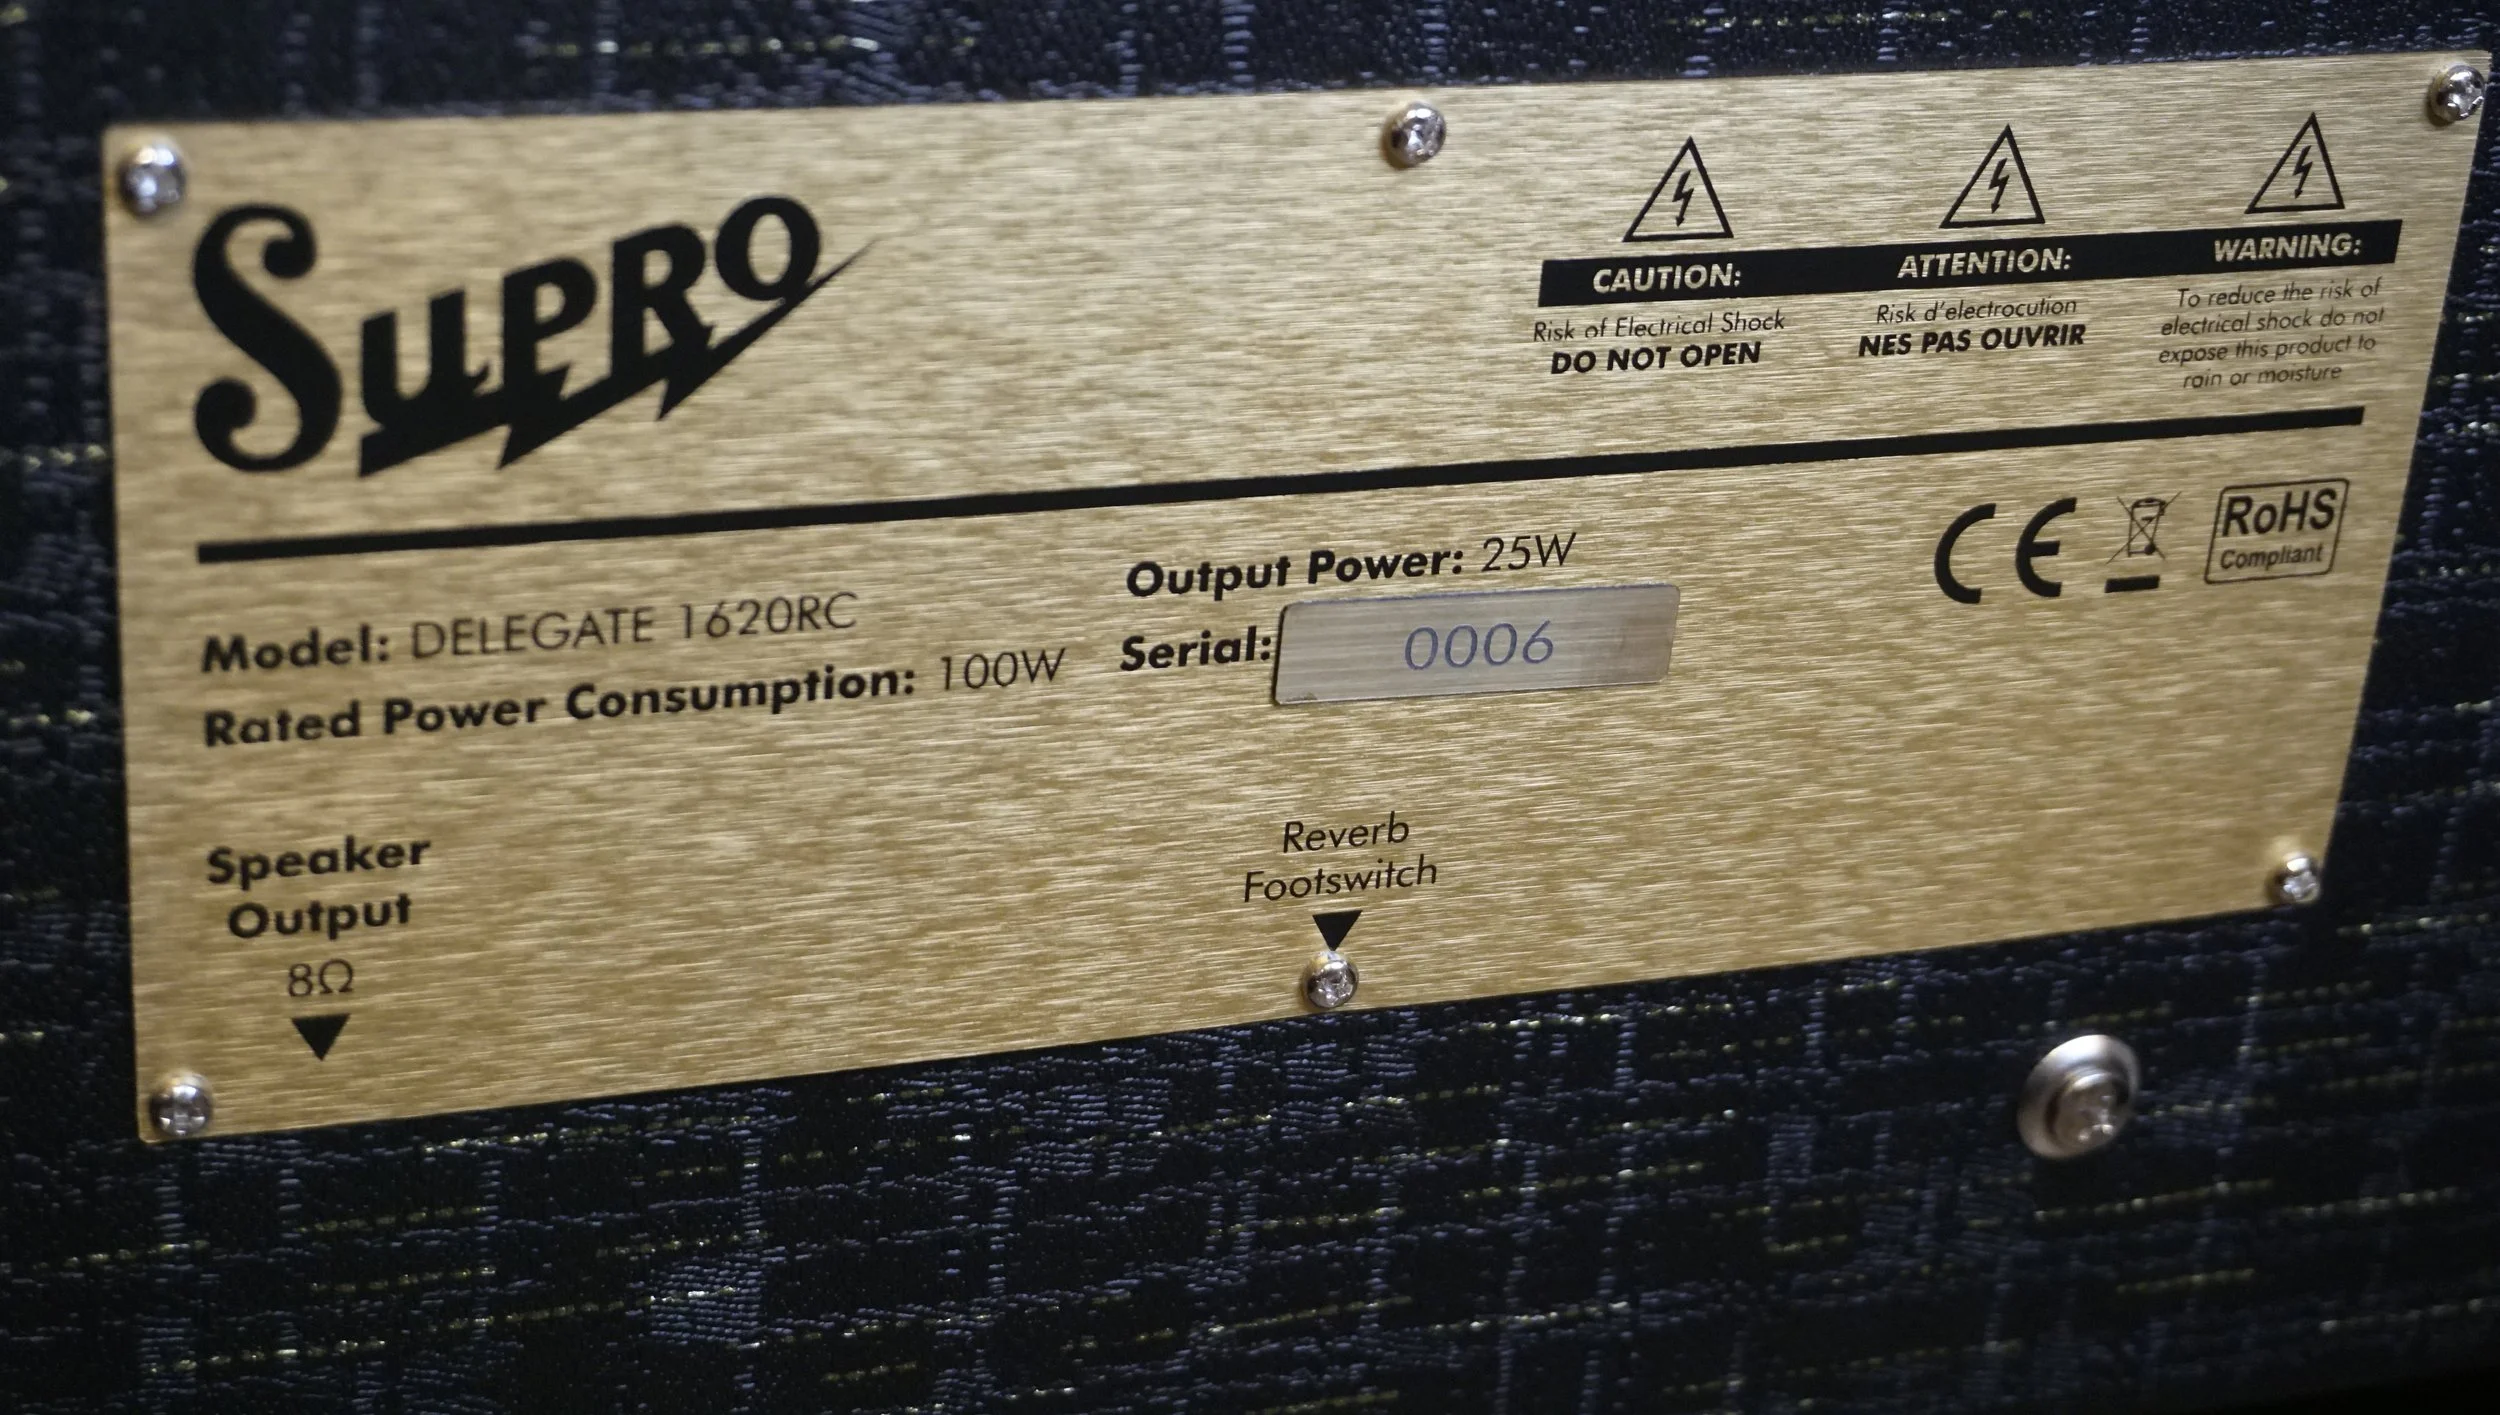 SUPRO
CAUTION:
Risk of Electrical Shock
DO NOT OPEN
ATTENTION:
Risk d'electrocution
NES PAS OUVRIR
WARNING:
To reduce the risk of
electrical shock do not
expose this product to
rain or moisture
Model: DELEGATE 1620RC
Rated Power Consumption: 100W
Output Power: 25W
Serial: 0006
CE
RoHS
Compliant
Speaker
Output
8Ω
Reverb
Footswitch